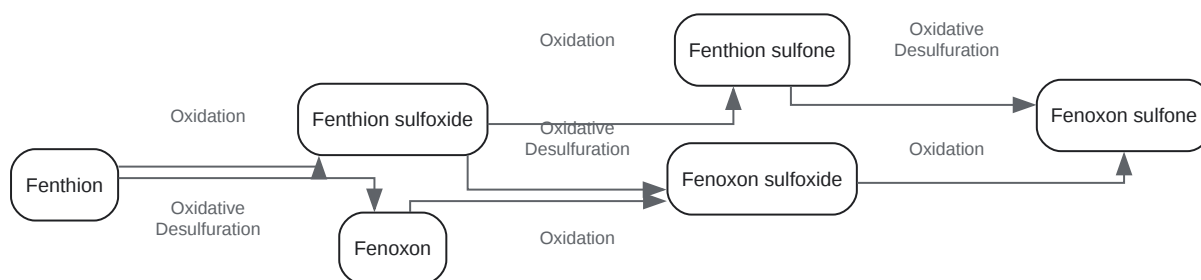 Oxidation
Fenthion sulfone
Oxidative
Desulfuration
Oxidation
Fenthion sulfoxide
Oxidative
Desulfuration
Fenoxon sulfone
Fenthion
Fenoxon sulfoxide
Oxidation
Oxidative
Desulfuration
Fenoxon
Oxidation